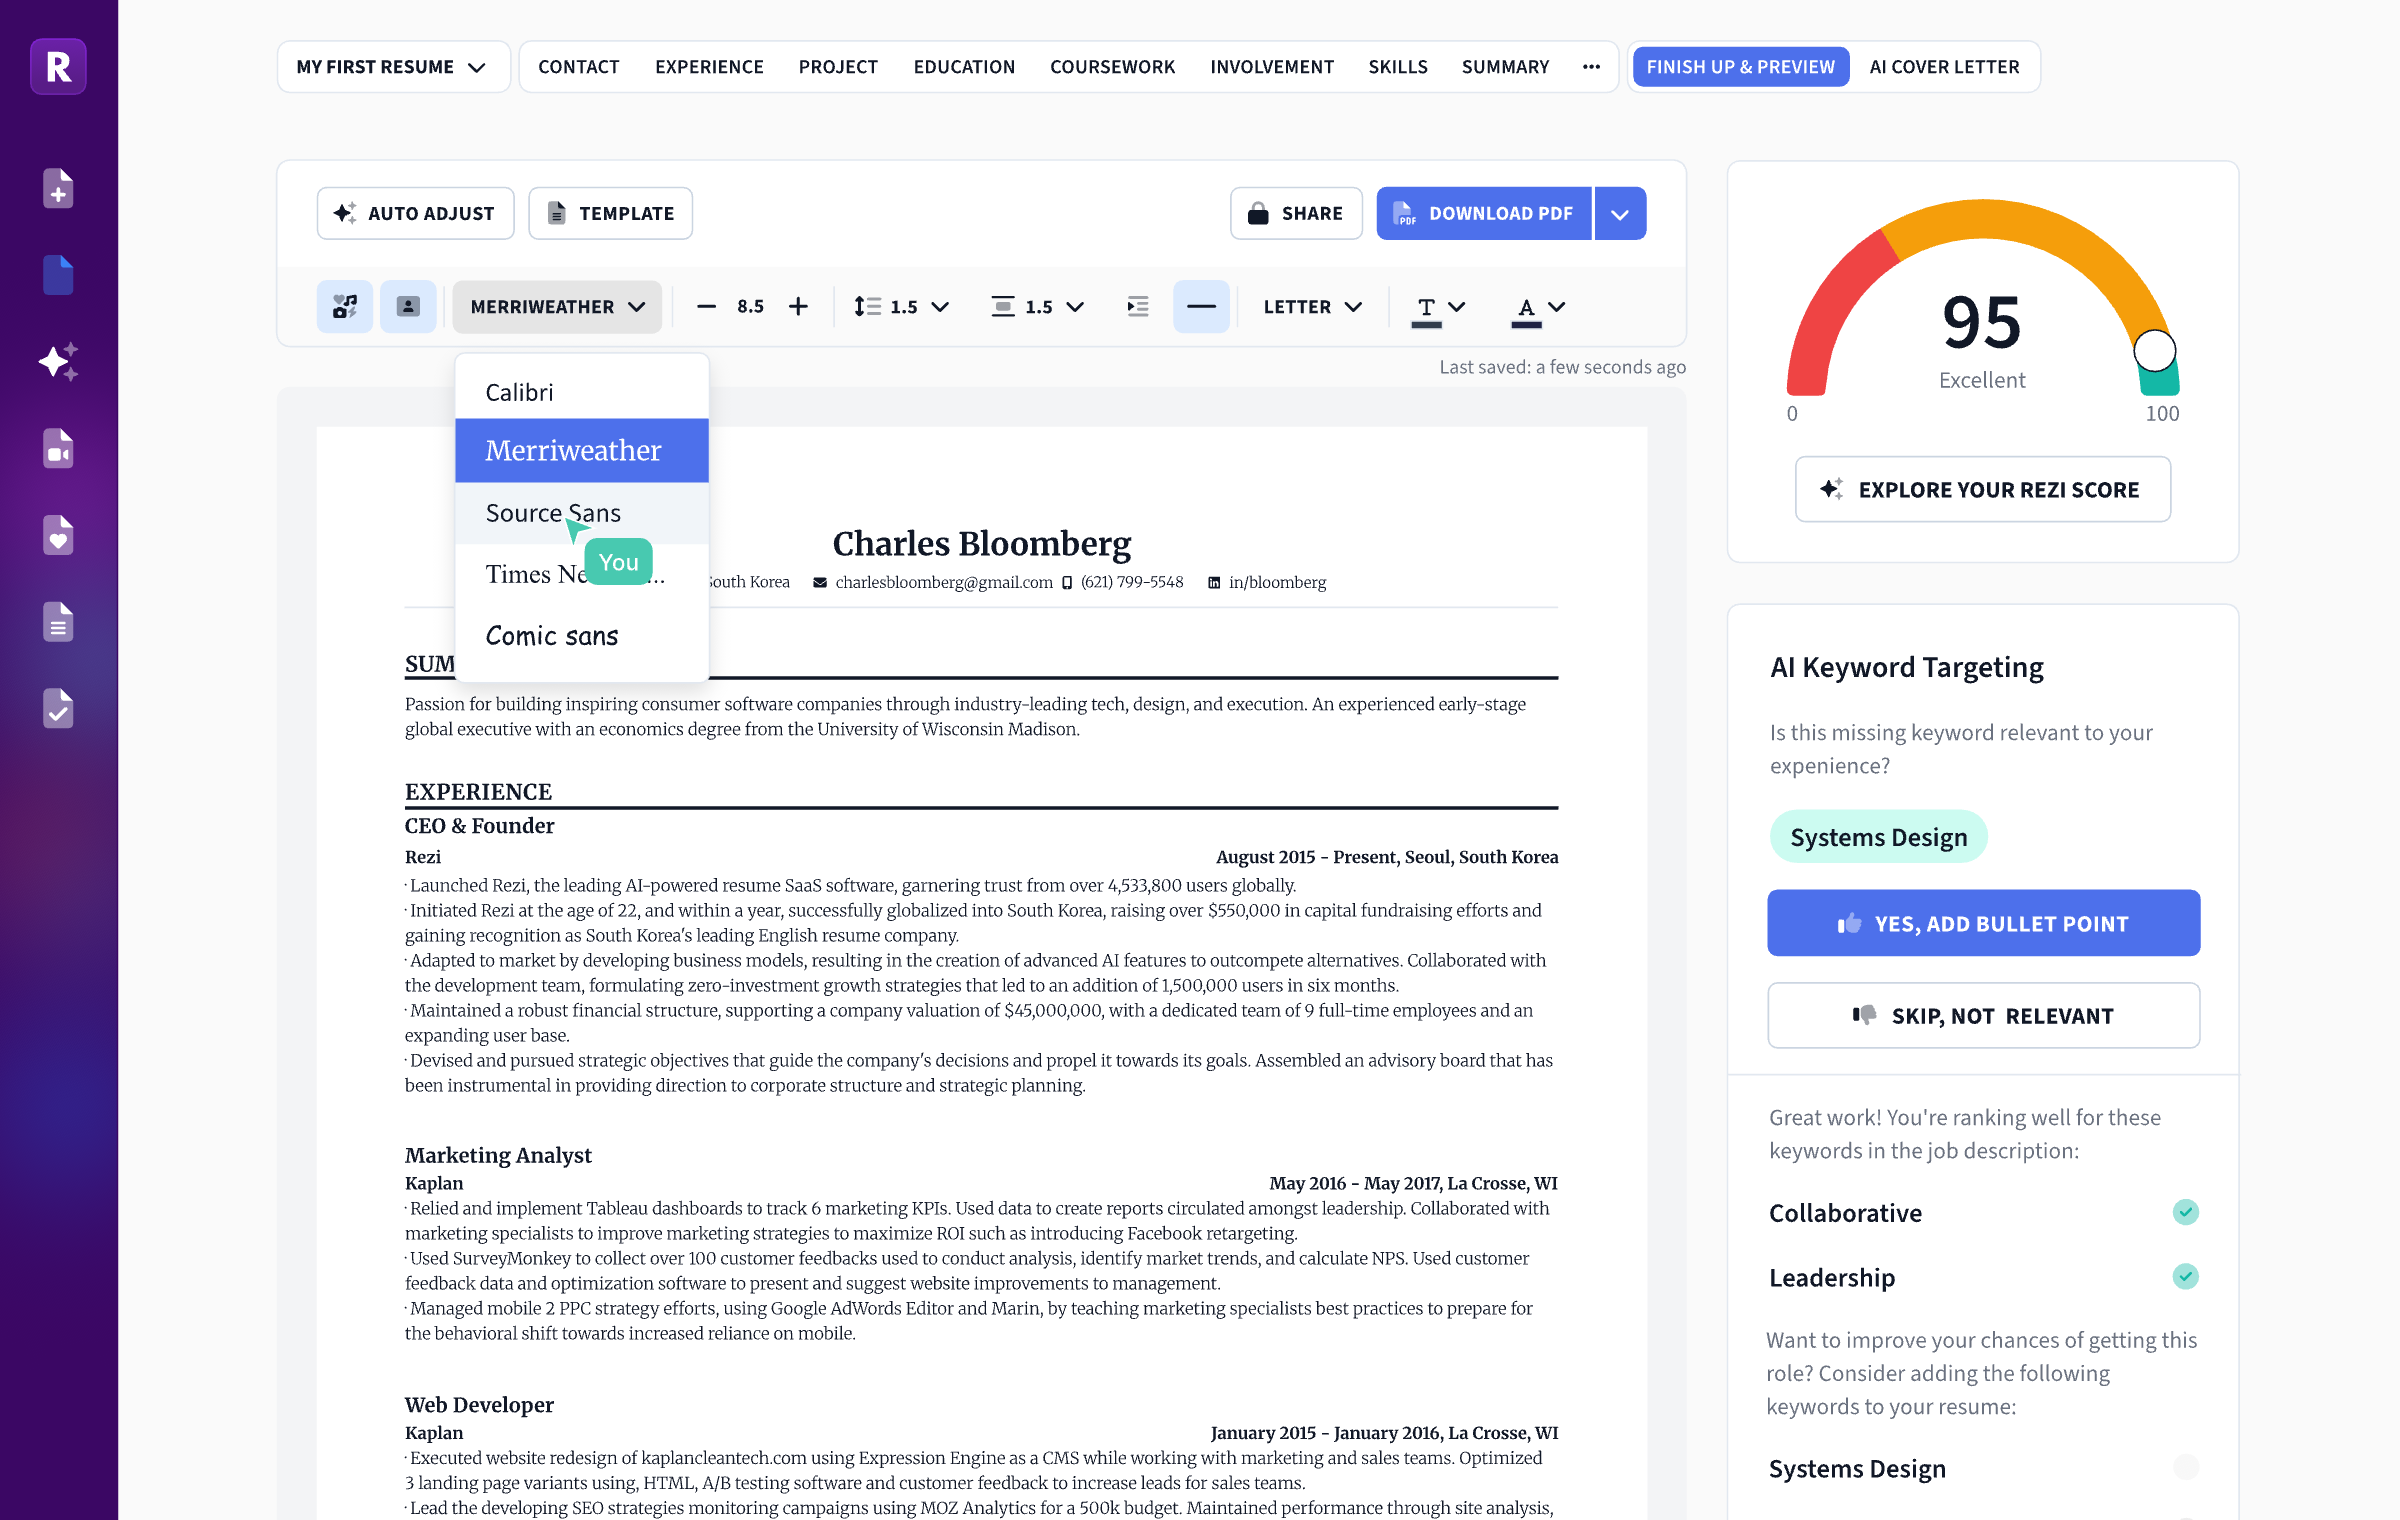 R
MY FIRST RESUME
CONTACT EXPERIENCE PROJECT EDUCATION COURSEWORK INVOLVEMENT SKILLS SUMMARY ...
FINISH UP & PREVIEW AI COVER LETTER
AUTO ADJUST TEMPLATE
SHARE PDF DOWNLOAD PDF
MERRIWEATHER 8.5 1.5 1.5 LETTER T A
Last saved: a few seconds ago
Calibri
Merriweather
Source Sans
You
Times
Comic sans
Charles Bloomberg
South Korea charlesbloomberg@gmail.com (621) 799-5548 in/bloomberg
Passion for building inspiring consumer software companies through industry-leading tech, design, and execution. An experienced early-stage
global executive with an economics degree from the University of Wisconsin Madison.
EXPERIENCE
CEO & Founder
Rezi August 2015 - Present, Seoul, South Korea
· Launched Rezi, the leading AI-powered resume SaaS software, garnering trust from over 4,533,800 users globally.
· Initiated Rezi at the age of 22, and within a year, successfully globalized into South Korea, raising over $550,000 in capital fundraising efforts and
gaining recognition as South Korea's leading English resume company.
· Adapted to market by developing business models, resulting in the creation of advanced AI features to outcompete alternatives. Collaborated with
the development team, formulating zero-investment growth strategies that led to an addition of 1,500,000 users in six months.
· Maintained a robust financial structure, supporting a company valuation of $45,000,000, with a dedicated team of 9 full-time employees and an
expanding user base.
· Devised and pursued strategic objectives that guide the company's decisions and propel it towards its goals. Assembled an advisory board that has
been instrumental in providing direction to corporate structure and strategic planning.
Marketing Analyst
Kaplan May 2016 - May 2017, La Crosse, WI
· Relied and implement Tableau dashboards to track 6 marketing KPIs. Used data to create reports circulated amongst leadership. Collaborated with
marketing specialists to improve marketing strategies to maximize ROI such as introducing Facebook retargeting.
· Used SurveyMonkey to collect over 100 customer feedbacks used to conduct analysis, identify market trends, and calculate NPS. Used customer
feedback data and optimization software to present and suggest website improvements to management.
· Managed mobile 2 PPC strategy efforts, using Google AdWords Editor and Marin, by teaching marketing specialists best practices to prepare for
the behavioral shift towards increased reliance on mobile.
Web Developer
Kaplan January 2015 - January 2016, La Crosse, WI
· Executed website redesign of kaplancleantech.com using Expression Engine as a CMS while working with marketing and sales teams. Optimized
3 landing page variants using, HTML, A/B testing software and customer feedback to increase leads for sales teams.
· Lead the developing SEO strategies monitoring campaigns using MOZ Analytics for a 500k budget. Maintained performance through site analysis,
95
Excellent
0 100
EXPLORE YOUR REZI SCORE
AI Keyword Targeting
Is this missing keyword relevant to your
expenience?
Systems Design
YES, ADD BULLET POINT
SKIP, NOT RELEVANT
Great work! You're ranking well for these
keywords in the job description:
Collaborative
Leadership
Want to improve your chances of getting this
role? Consider adding the following
keywords to your resume:
Systems Design